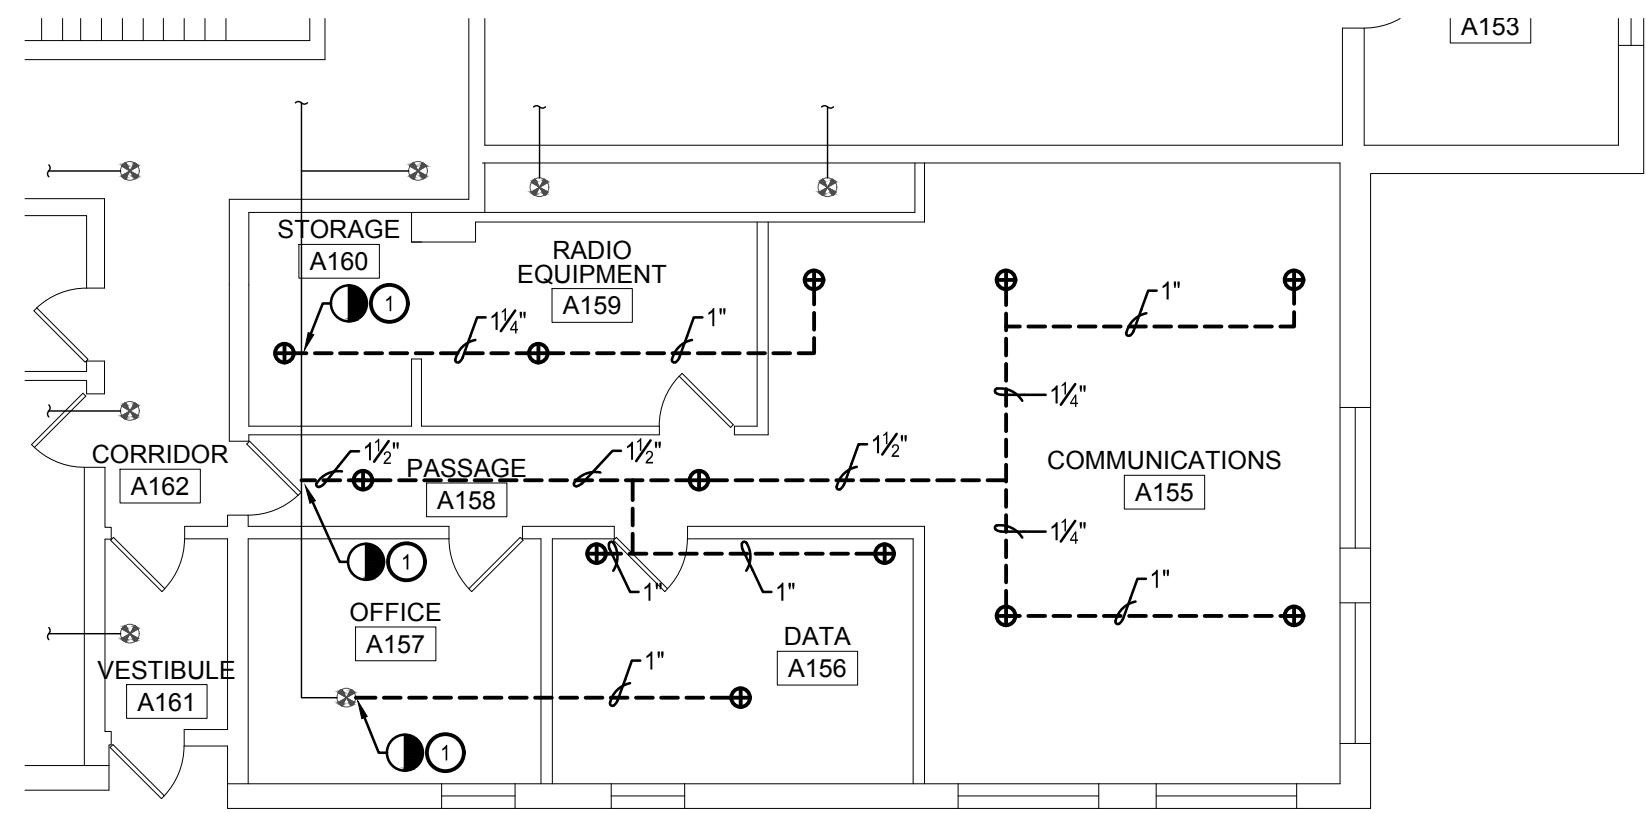 A153
STORAGE
A160
RADIO
EQUIPMENT
A159
1
1¼"
1"
1"
1¼"
CORRIDOR
A162
1½"
PASSAGE
A158
1½"
1½"
COMMUNICATIONS
A155
1¼"
1
1"
1"
1"
OFFICE
A157
DATA
A156
1"
VESTIBULE
A161
1